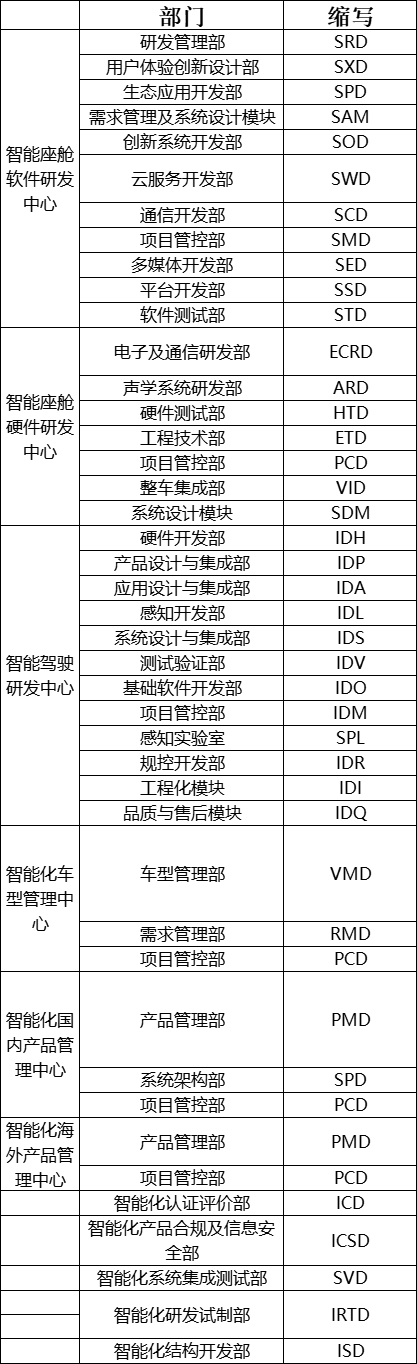 部门 缩写
智能座舱软件研发中心
研发管理部 SRD
用户体验创新设计部 SXD
生态应用开发部 SPD
需求管理及系统设计模块 SAM
创新系统开发部 SOD
云服务开发部 SWD
通信开发部 SCD
项目管控部 SMD
多媒体开发部 SED
平台开发部 SSD
软件测试部 STD
智能座舱硬件研发中心
电子及通信研发部 ECRD
声学系统研发部 ARD
硬件测试部 HTD
工程技术部 ETD
项目管控部 PCD
整车集成部 VID
系统设计模块 SDM
智能驾驶研发中心
硬件开发部 IDH
产品设计与集成部 IDP
应用设计与集成部 IDA
感知开发部 IDL
系统设计与集成部 IDS
测试验证部 IDV
基础软件开发部 IDO
项目管控部 IDM
感知实验室 SPL
规控开发部 IDR
工程化模块 IDI
品质与售后模块 IDQ
智能化车型管理中心
车型管理部 VMD
需求管理部 RMD
项目管控部 PCD
智能化国内产品管理中心
产品管理部 PMD
系统架构部 SPD
项目管控部 PCD
智能化海外产品管理中心
产品管理部 PMD
项目管控部 PCD
智能化认证评价部 ICD
智能化产品合规及信息安全部 ICSD
智能化系统集成测试部 SVD
智能化研发试制部 IRTD
智能化结构开发部 ISD